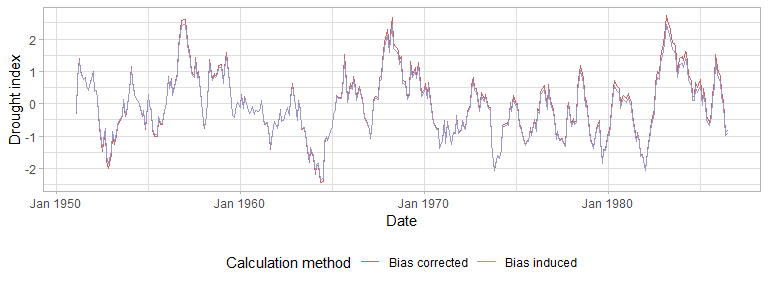 Drought index
2
1
0
-1
-2
Jan 1950
Jan 1960
Jan 1970
Jan 1980
Date
Calculation method
Bias corrected
Bias induced